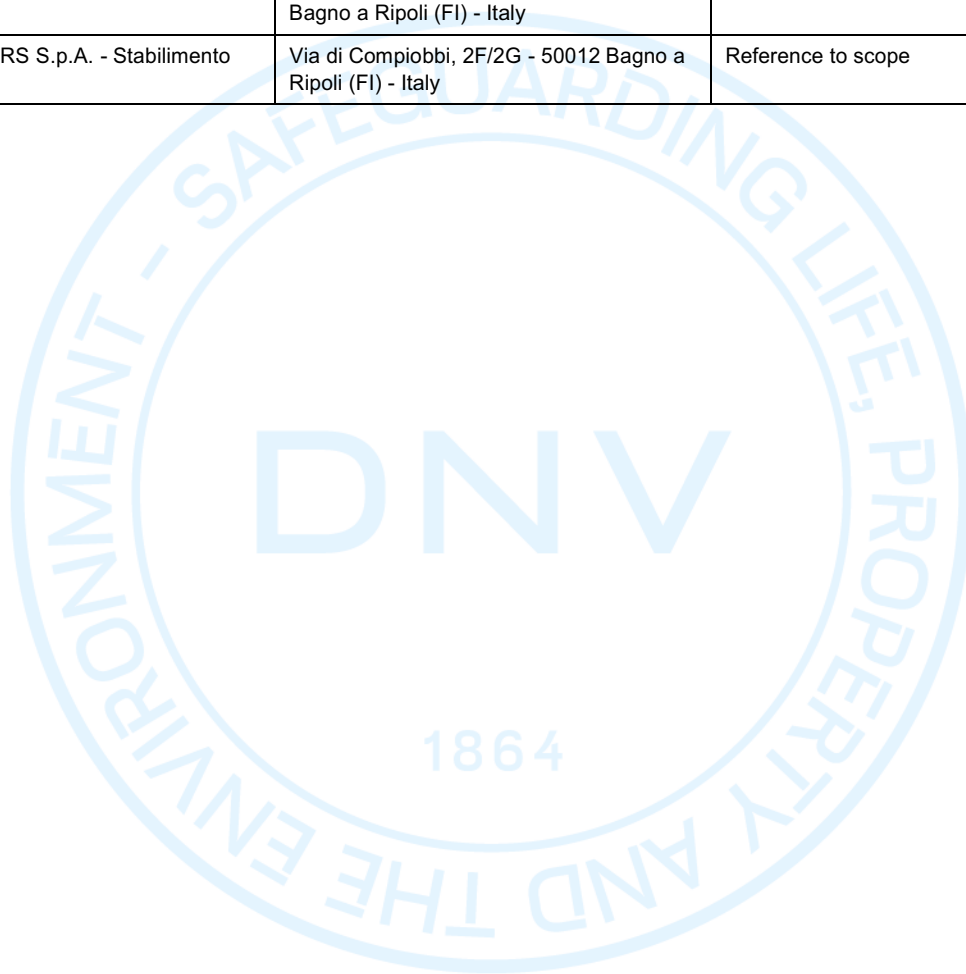 Bagno a Ripoli (FI) - Italy
RS S.p.A. - Stabilimento
Via di Compiobbi, 2F/2G - 50012 Bagno a
Ripoli (FI) - Italy
Reference to scope
SAFEGUARDING LIFE, PROPERTY AND THE ENVIRONMENT -
DNV
1864